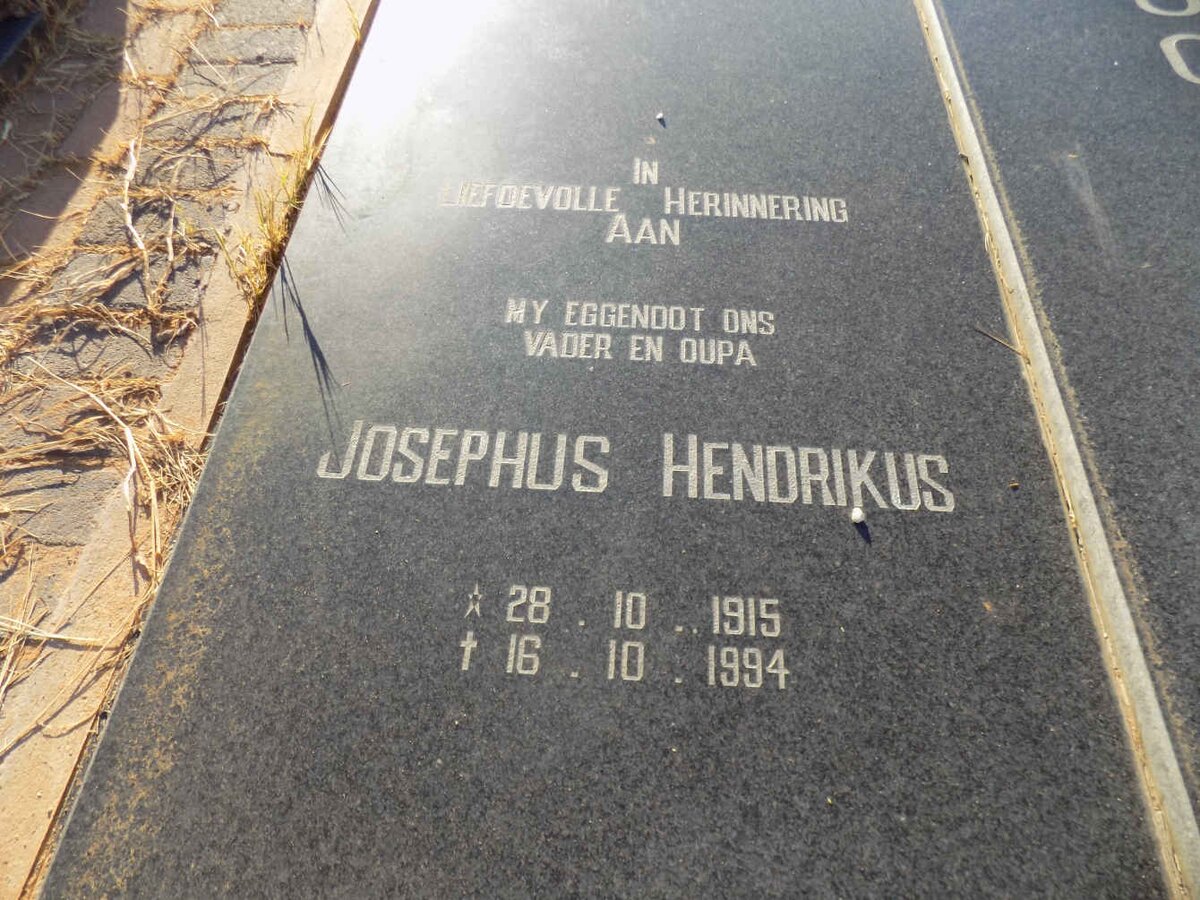 In
Liefdevolle Herinnering
Aan
MY EGGENOOT ONS
VADER EN OUPA
Josephus Hendrikus
☆ 28 . 10 . 1915
✝ 16 . 10 . 1994